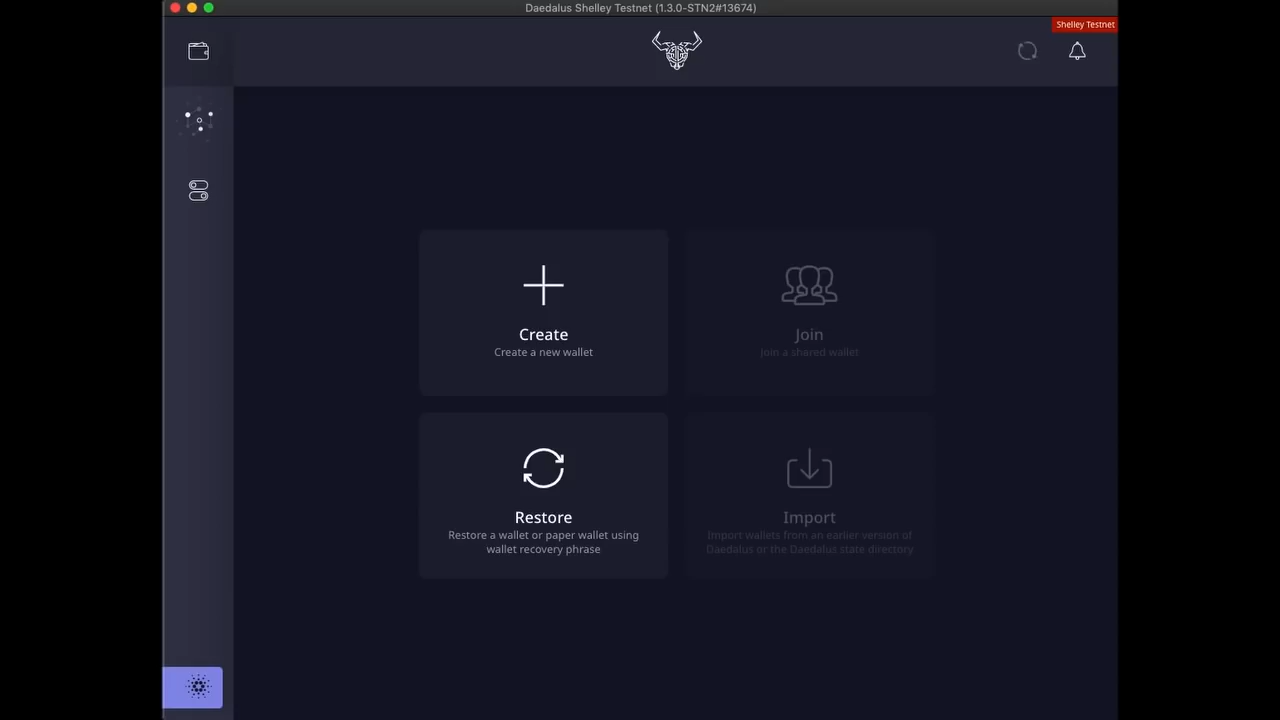 Daedalus Shelley Testnet (1.3.0-STN2#13674)
Shelley Testnet
Create
Create a new wallet
Join
Join a shared wallet
Restore
Restore a wallet or paper wallet using
wallet recovery phrase
Import
Import wallets from an earlier version of
Daedalus or the Daedalus state directory